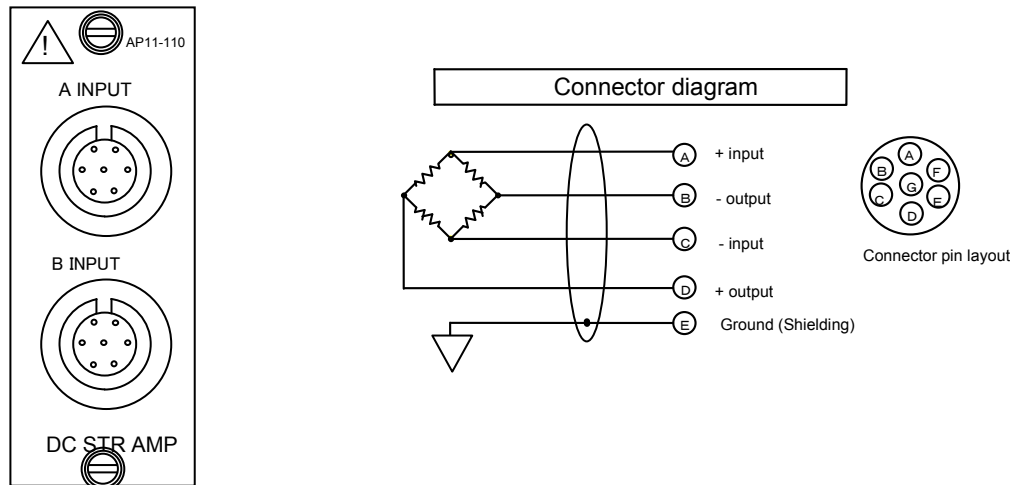 !
AP11-110
A INPUT
B INPUT
DC STR AMP
Connector diagram
A + input
B - output
C - input
D + output
E Ground (Shielding)
A
B F
G
C E
D
Connector pin layout